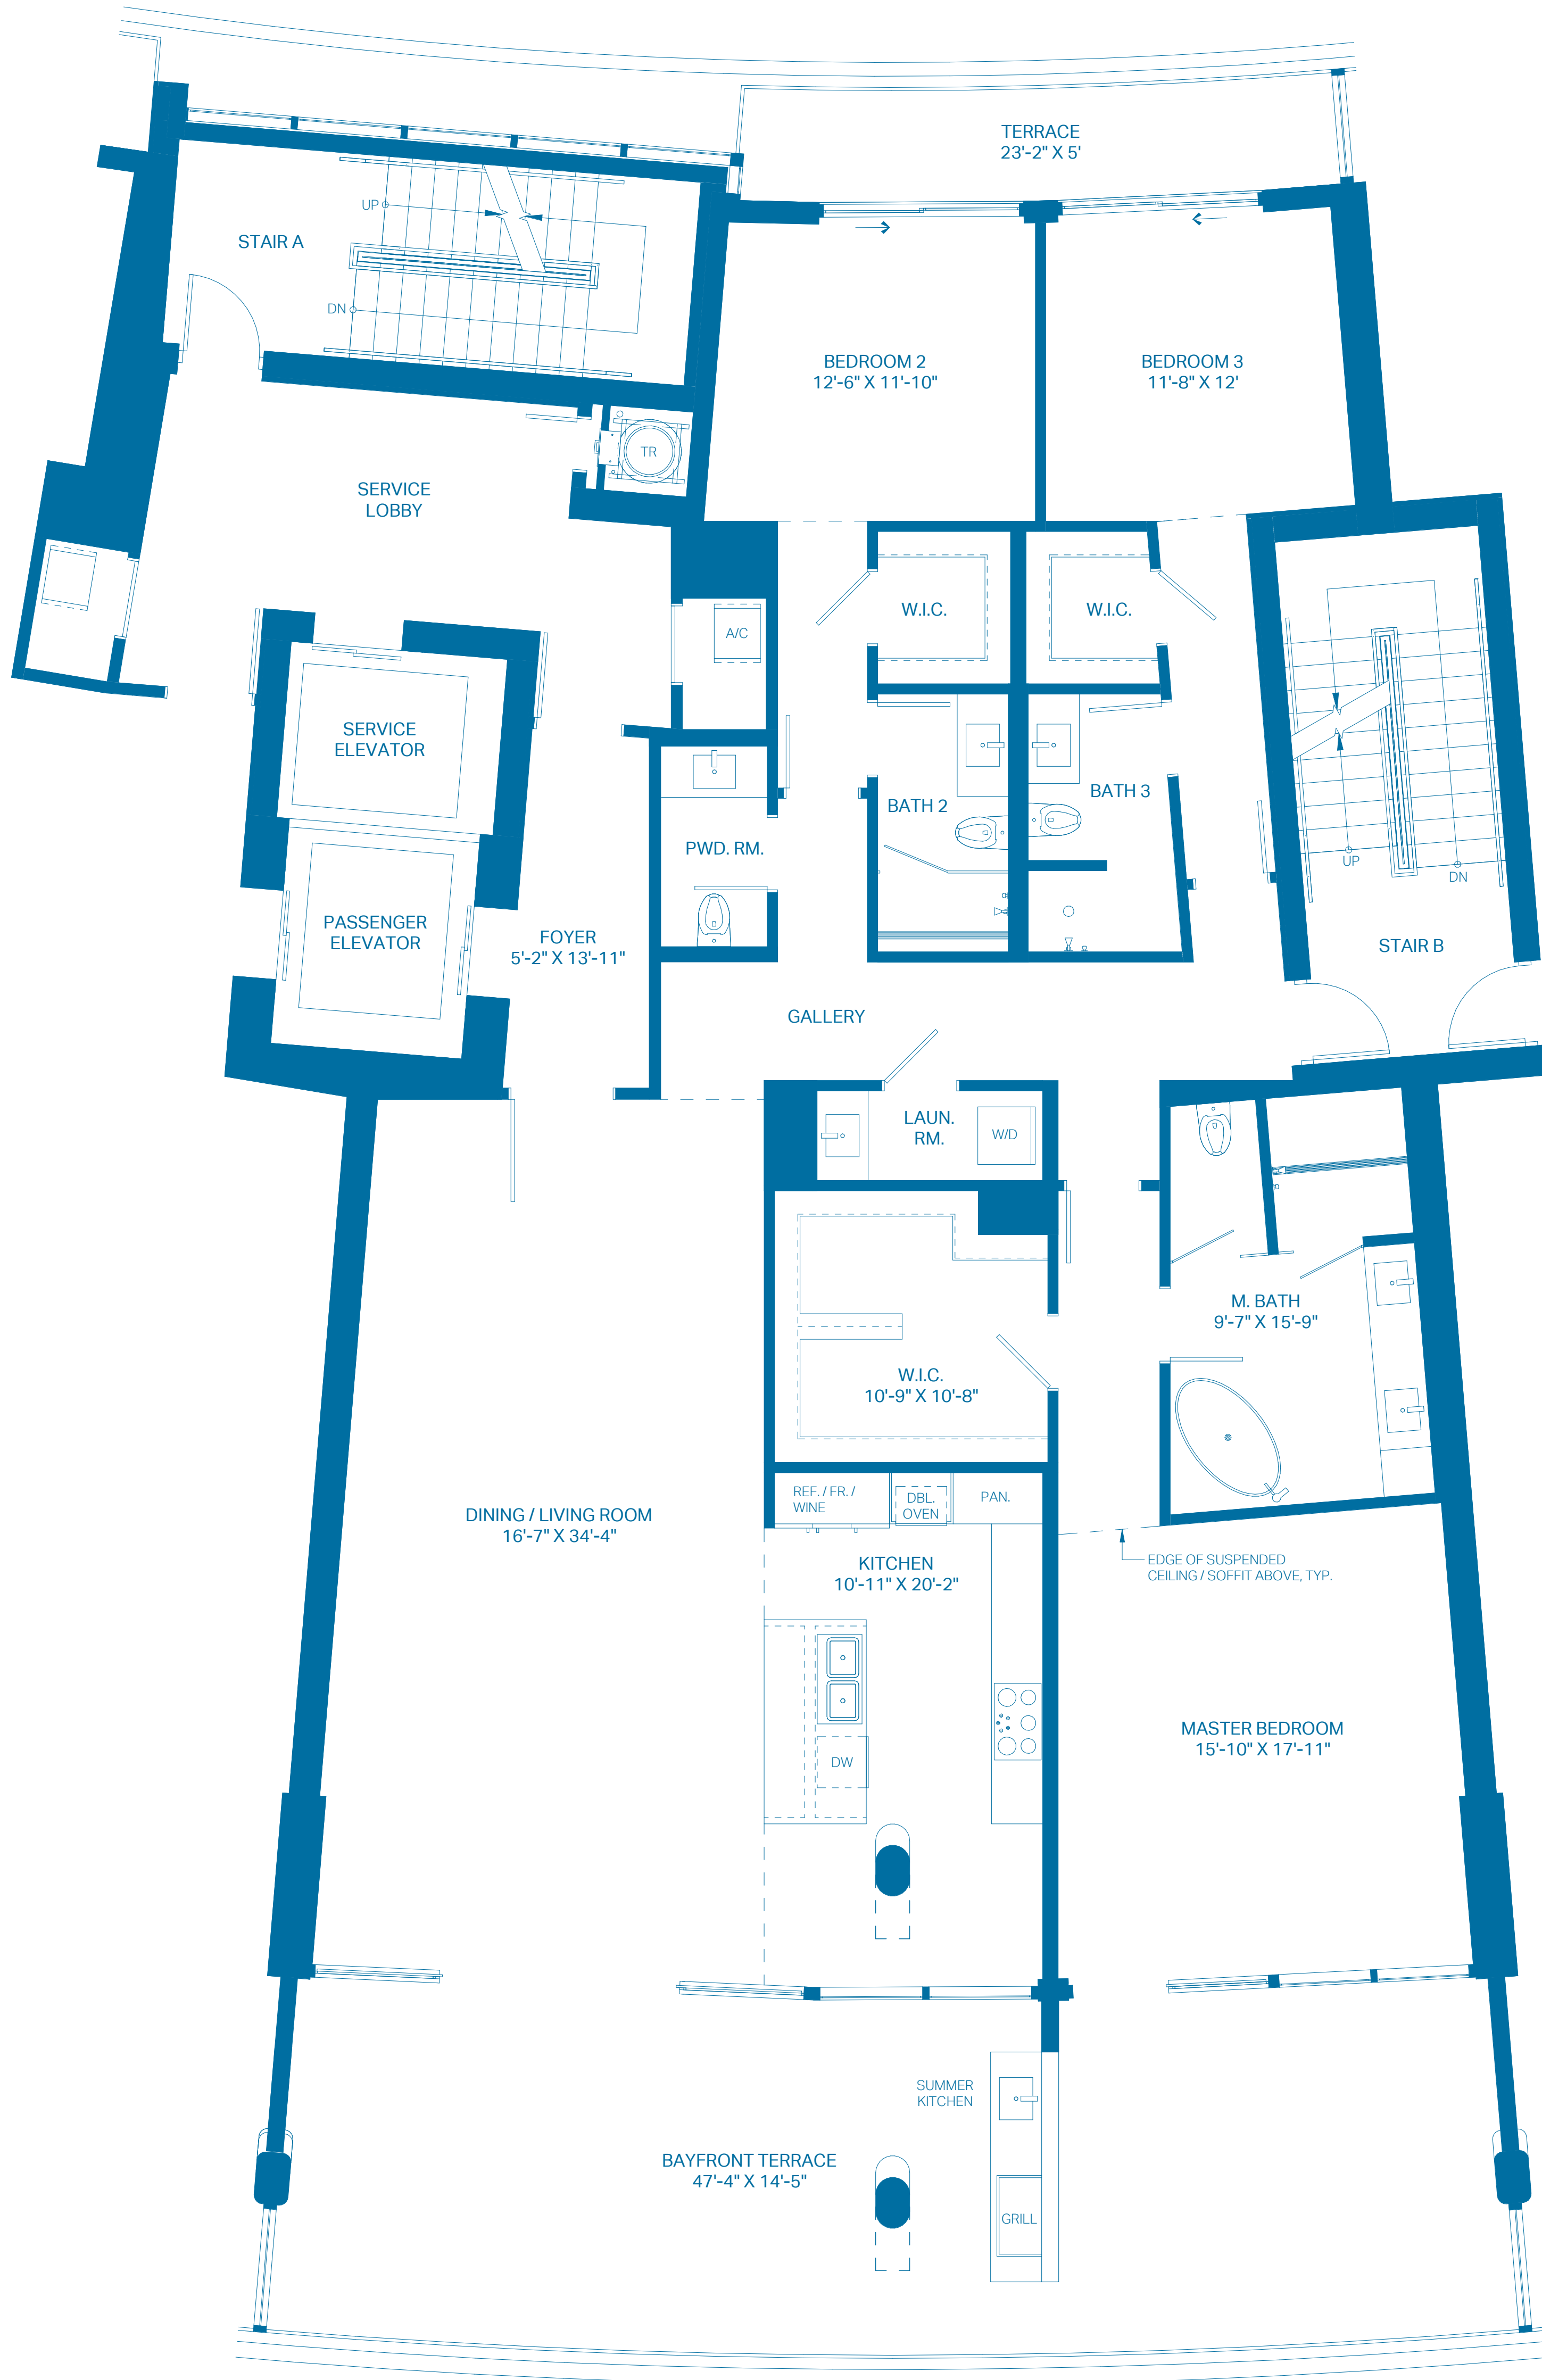 TERRACE
23'-2" X 5'
UP
STAIR A
DN
BEDROOM 2
12'-6" X 11'-10"
BEDROOM 3
11'-8" X 12'
TR
SERVICE
LOBBY
W.I.C.
W.I.C.
A/C
SERVICE
ELEVATOR
BATH 2
BATH 3
PWD. RM.
UP
DN
PASSENGER
ELEVATOR
FOYER
5'-2" X 13'-11"
STAIR B
GALLERY
LAUN.
RM.
W/D
M. BATH
9'-7" X 15'-9"
W.I.C.
10'-9" X 10'-8"
REF. / FR. /
WINE
DBL.
OVEN
PAN.
DINING / LIVING ROOM
16'-7" X 34'-4"
KITCHEN
10'-11" X 20'-2"
EDGE OF SUSPENDED
CEILING / SOFFIT ABOVE, TYP.
DW
MASTER BEDROOM
15'-10" X 17'-11"
SUMMER
KITCHEN
BAYFRONT TERRACE
47'-4" X 14'-5"
GRILL